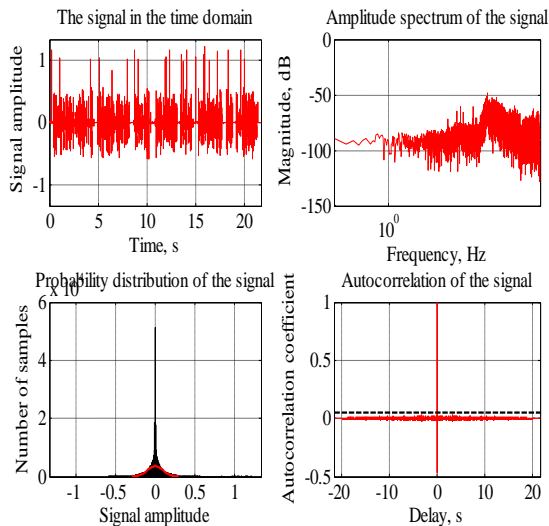 The signal in the time domain
Signal amplitude
1
0
-1
0 5 10 15 20
Time, s
Amplitude spectrum of the signal
Magnitude, dB
0
-50
-100
-150
10^0
Frequency, Hz
Probability distribution of the signal
Number of samples
6
4
2
0
-1 -0.5 0 0.5 1
Signal amplitude
Autocorrelation of the signal
Autocorrelation coefficient
1
0.5
0
-0.5
-20 -10 0 10 20
Delay, s